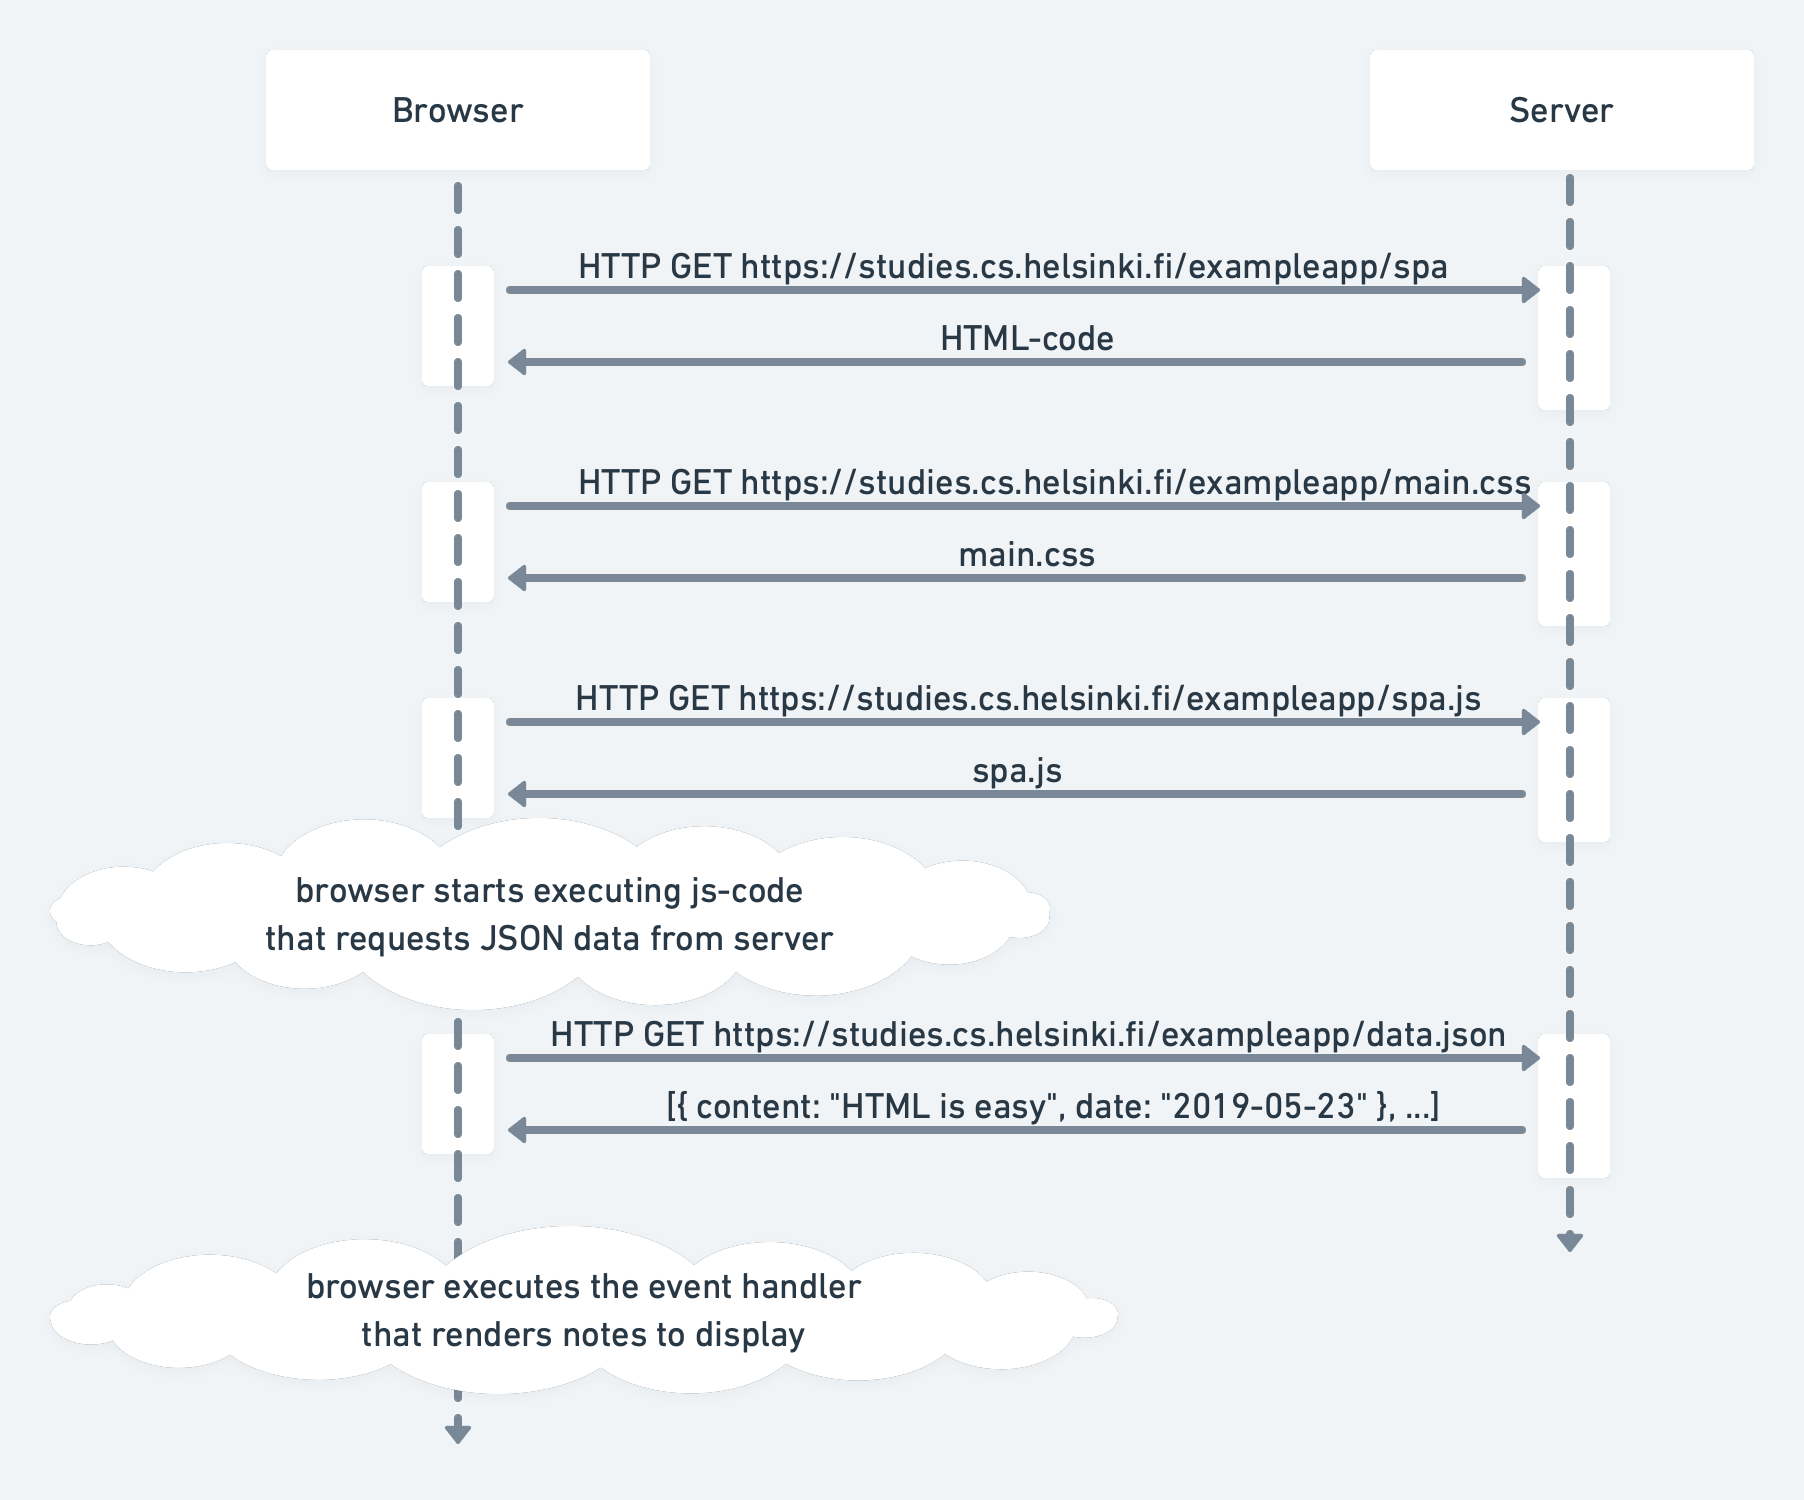 Browser
Server
HTTP GET https://studies.cs.helsinki.fi/exampleapp/spa
HTML-code
HTTP GET https://studies.cs.helsinki.fi/exampleapp/main.css
main.css
HTTP GET https://studies.cs.helsinki.fi/exampleapp/spa.js
spa.js
browser starts executing js-code
that requests JSON data from server
HTTP GET https://studies.cs.helsinki.fi/exampleapp/data.json
[{ content: "HTML is easy", date: "2019-05-23" }, ...]
browser executes the event handler
that renders notes to display